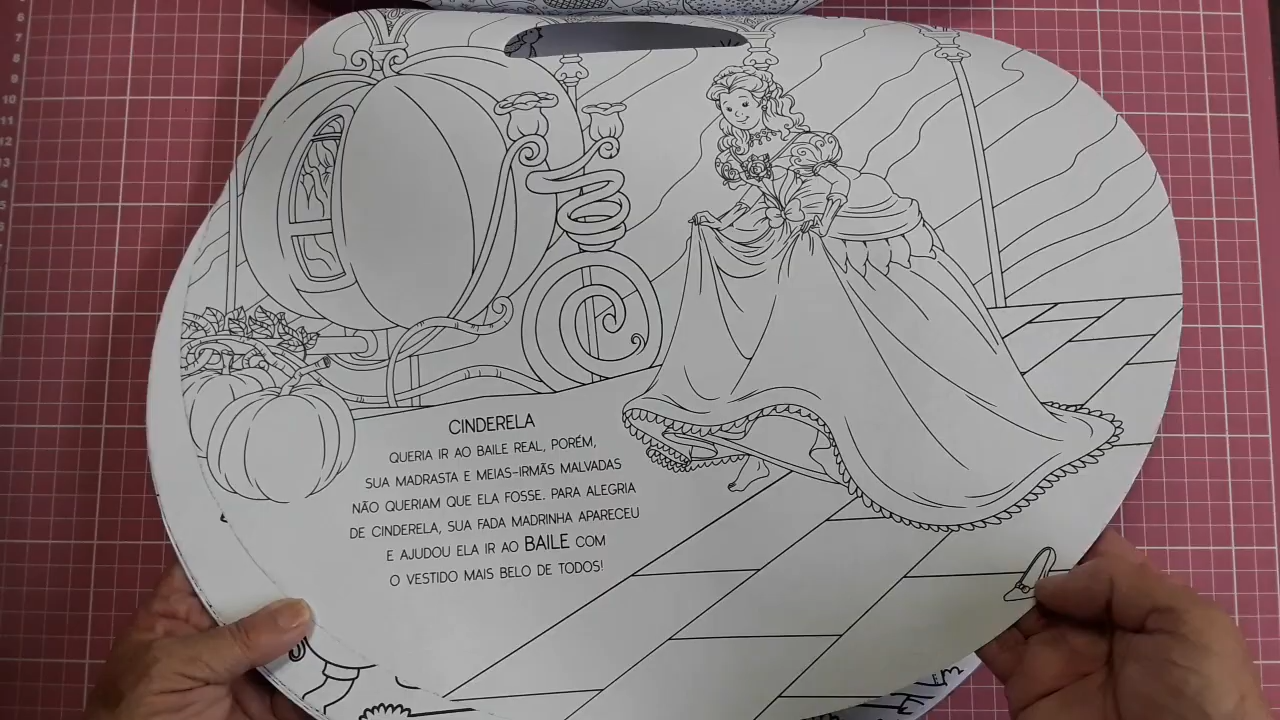 CINDERELA
QUERIA IR AO BAILE REAL, PORÉM,
SUA MADRASTA E MEIAS-IRMÃS MALVADAS
NÃO QUERIAM QUE ELA FOSSE. PARA ALEGRIA
DE CINDERELA, SUA FADA MADRINHA APARECEU
E AJUDOU ELA IR AO BAILE COM
O VESTIDO MAIS BELO DE TODOS!